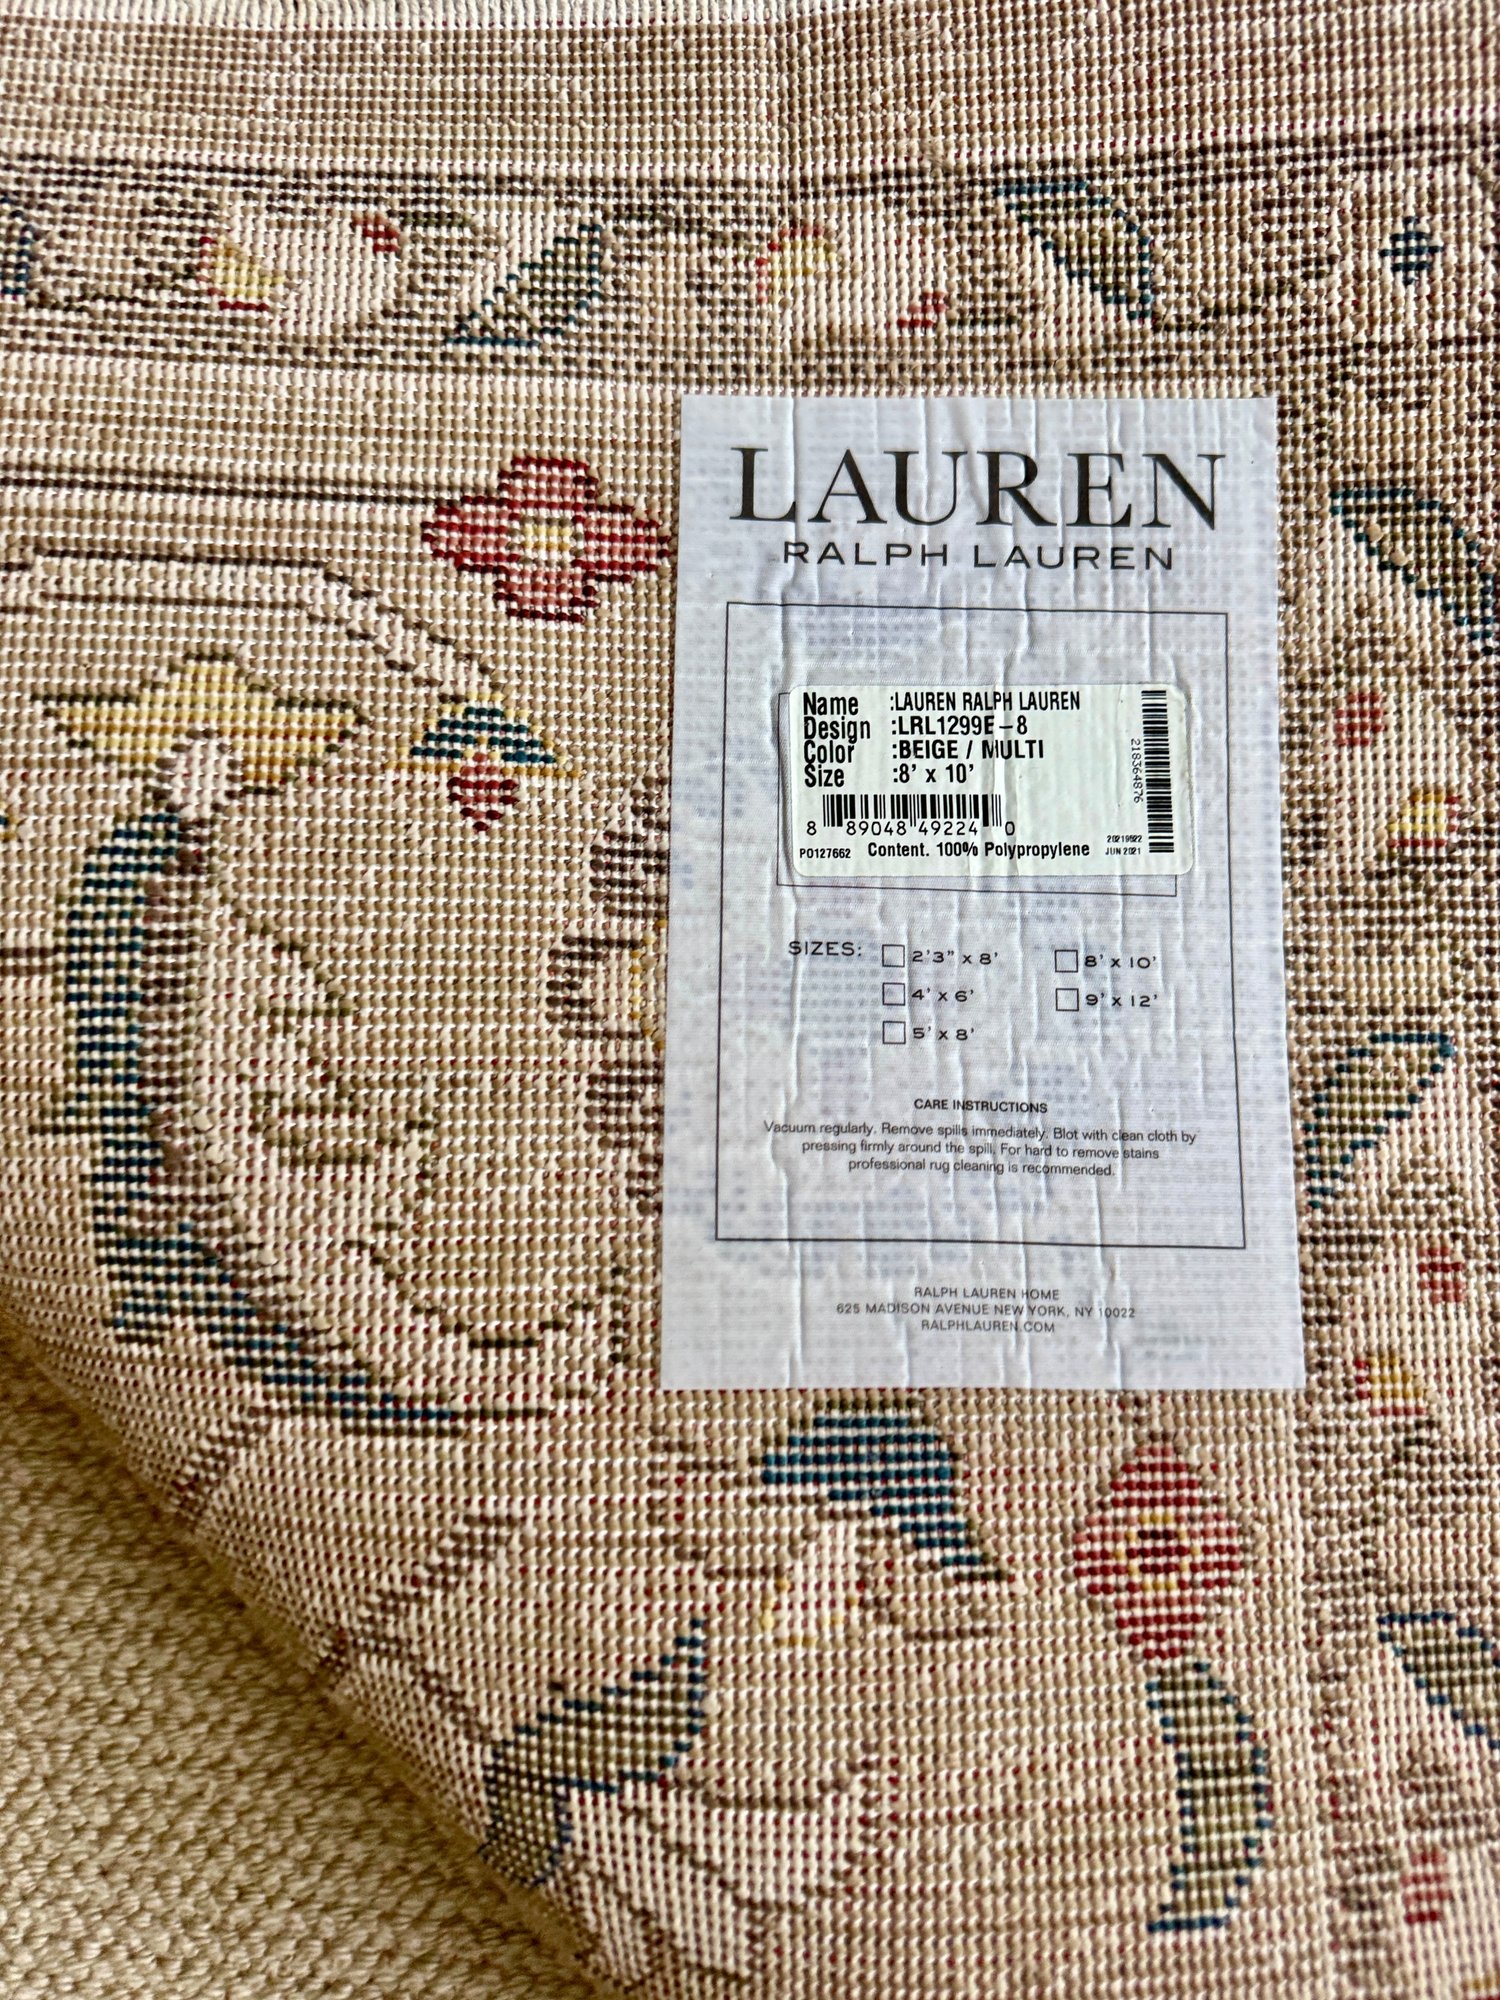 LAUREN
RALPH LAUREN
Name :LAUREN RALPH LAUREN
Design :LRL1299E-8
Color :BEIGE / MULTI
Size :8' x 10'
218364876
8 89048 49224 0
20219522
PO127662 Content. 100% Polypropylene JUN 2021
SIZES: 2'3" x 8' 8' x 10'
4' x 6' 9' x 12'
5' x 8'
CARE INSTRUCTIONS
Vacuum regularly. Remove spills immediately. Blot with clean cloth by
pressing firmly around the spill. For hard to remove stains
professional rug cleaning is recommended.
RALPH LAUREN HOME
625 MADISON AVENUE NEW YORK, NY 10022
RALPHLAUREN.COM